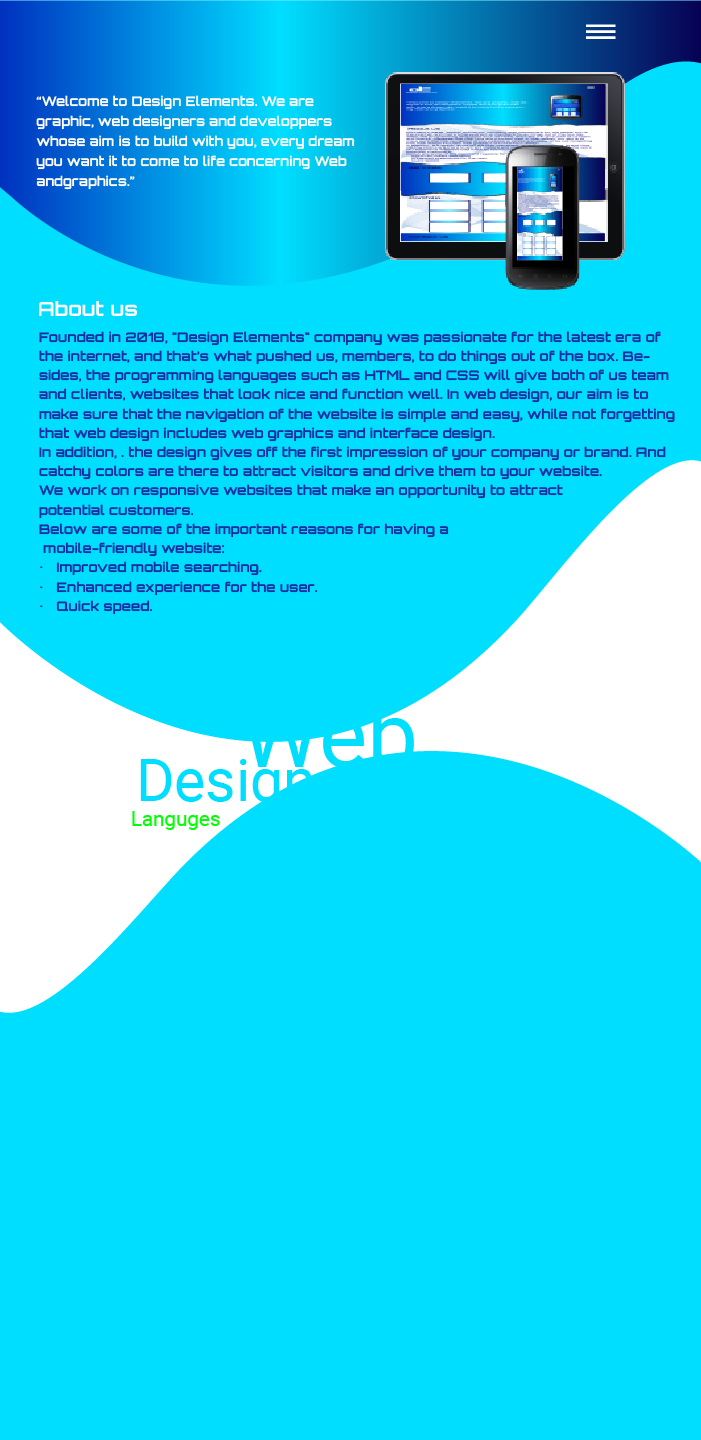 “Welcome to Design Elements. We are
graphic, web designers and developpers
whose aim is to build with you, every dream
you want it to come to life concerning Web
andgraphics.”
About us
Founded in 2018, "Design Elements" company was passionate for the latest era of
the internet, and that's what pushed us, members, to do things out of the box. Be-
sides, the programming languages such as HTML and CSS will give both of us team
and clients, websites that look nice and function well. In web design, our aim is to
make sure that the navigation of the website is simple and easy, while not forgetting
that web design includes web graphics and interface design.
In addition, . the design gives off the first impression of your company or brand. And
catchy colors are there to attract visitors and drive them to your website.
We work on responsive websites that make an opportunity to attract
potential customers.
Below are some of the important reasons for having a
mobile-friendly website:
· Improved mobile searching.
· Enhanced experience for the user.
· Quick speed.
Web
Design
Languges